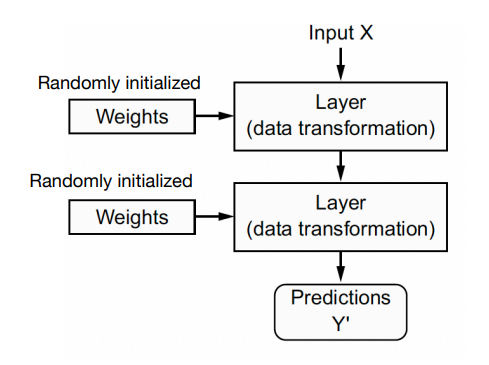 Input X
Randomly initialized
Weights
Layer
(data transformation)
Randomly initialized
Weights
Layer
(data transformation)
Predictions
Y'